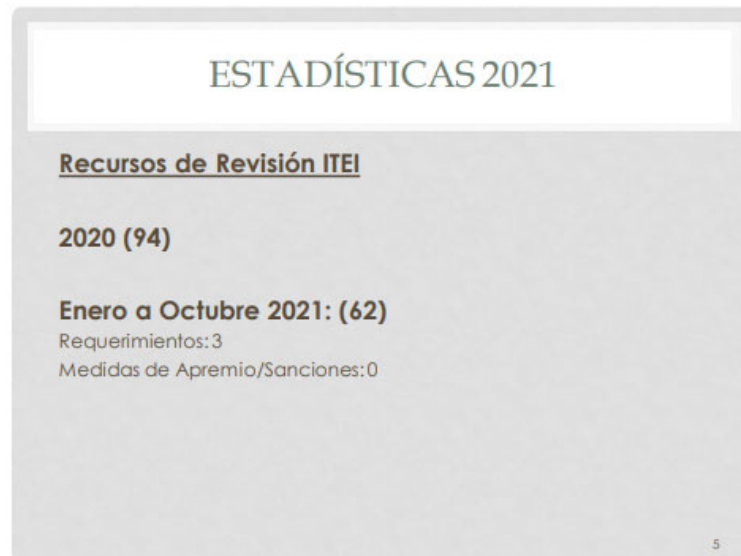 ESTADÍSTICAS 2021
Recursos de Revisión ITEI
2020 (94)
Enero a Octubre 2021: (62)
Requerimientos:3
Medidas de Apremio/Sanciones:0
5